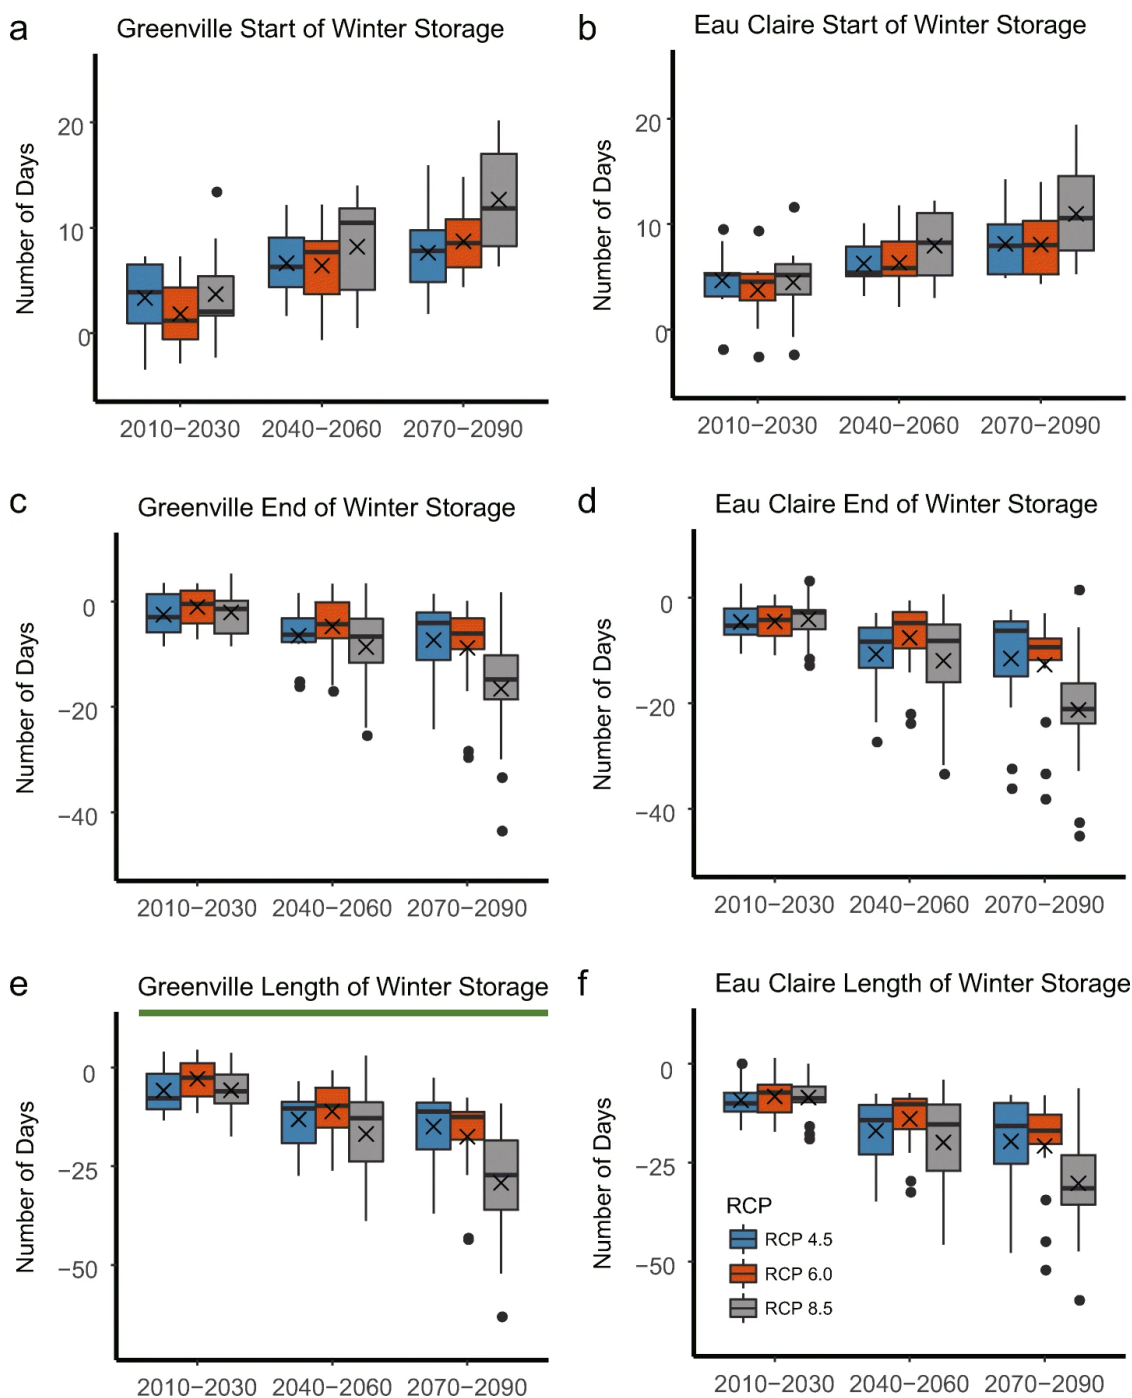 a
Greenville Start of Winter Storage
Number of Days
20
10
0
2010−2030 2040−2060 2070−2090
b
Eau Claire Start of Winter Storage
Number of Days
20
10
0
2010−2030 2040−2060 2070−2090
c
Greenville End of Winter Storage
Number of Days
0
−20
−40
2010−2030 2040−2060 2070−2090
d
Eau Claire End of Winter Storage
Number of Days
0
−20
−40
2010−2030 2040−2060 2070−2090
e
Greenville Length of Winter Storage
Number of Days
0
−25
−50
2010−2030 2040−2060 2070−2090
f
Eau Claire Length of Winter Storage
Number of Days
0
−25
−50
RCP
RCP 4.5
RCP 6.0
RCP 8.5
2010−2030 2040−2060 2070−2090